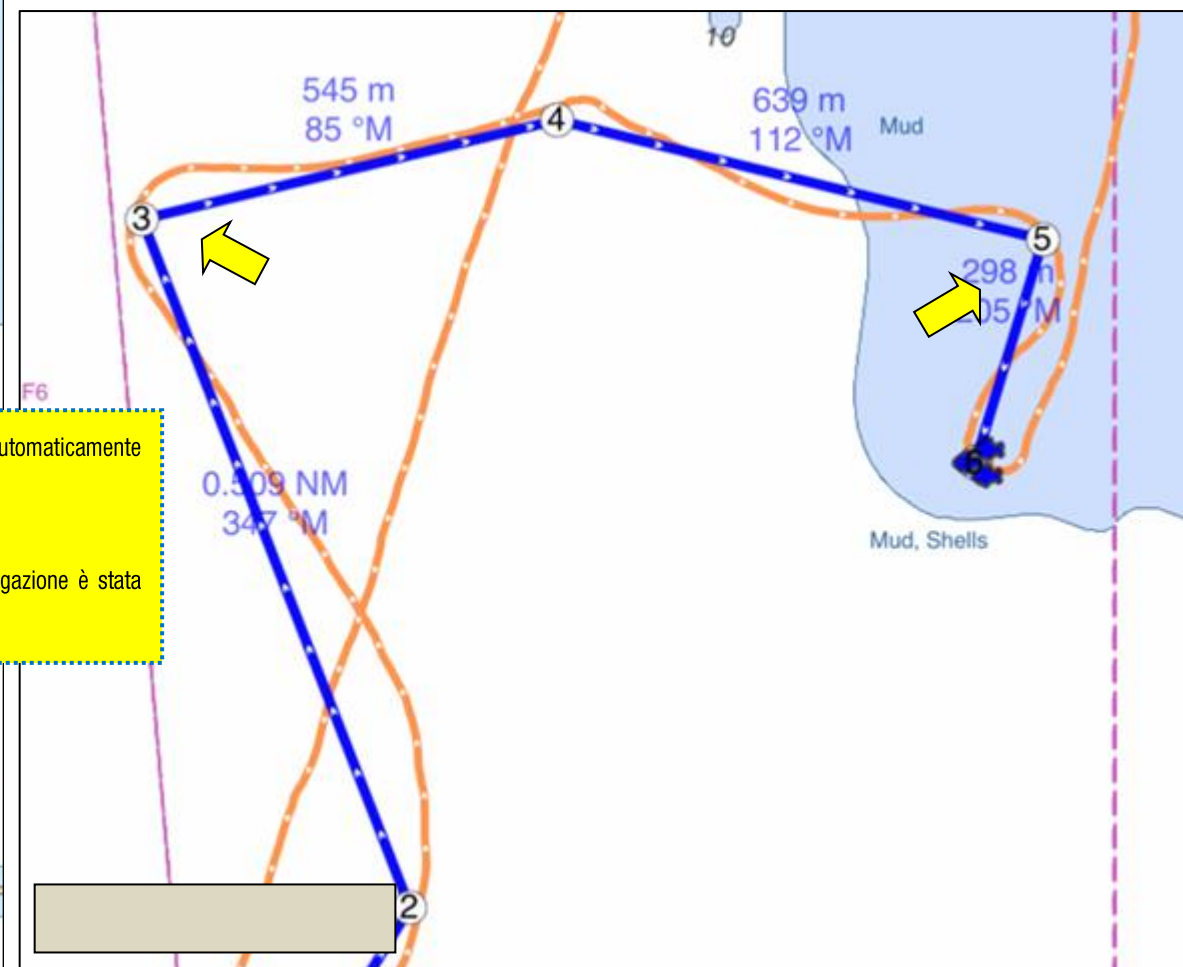 10
545 m
85 °M
639 m
112 °M
Mud
4
3
5
298 m
205 °M
F6
utomaticamente
6
0.509 NM
347 °M
Mud, Shells
gazione è stata
2